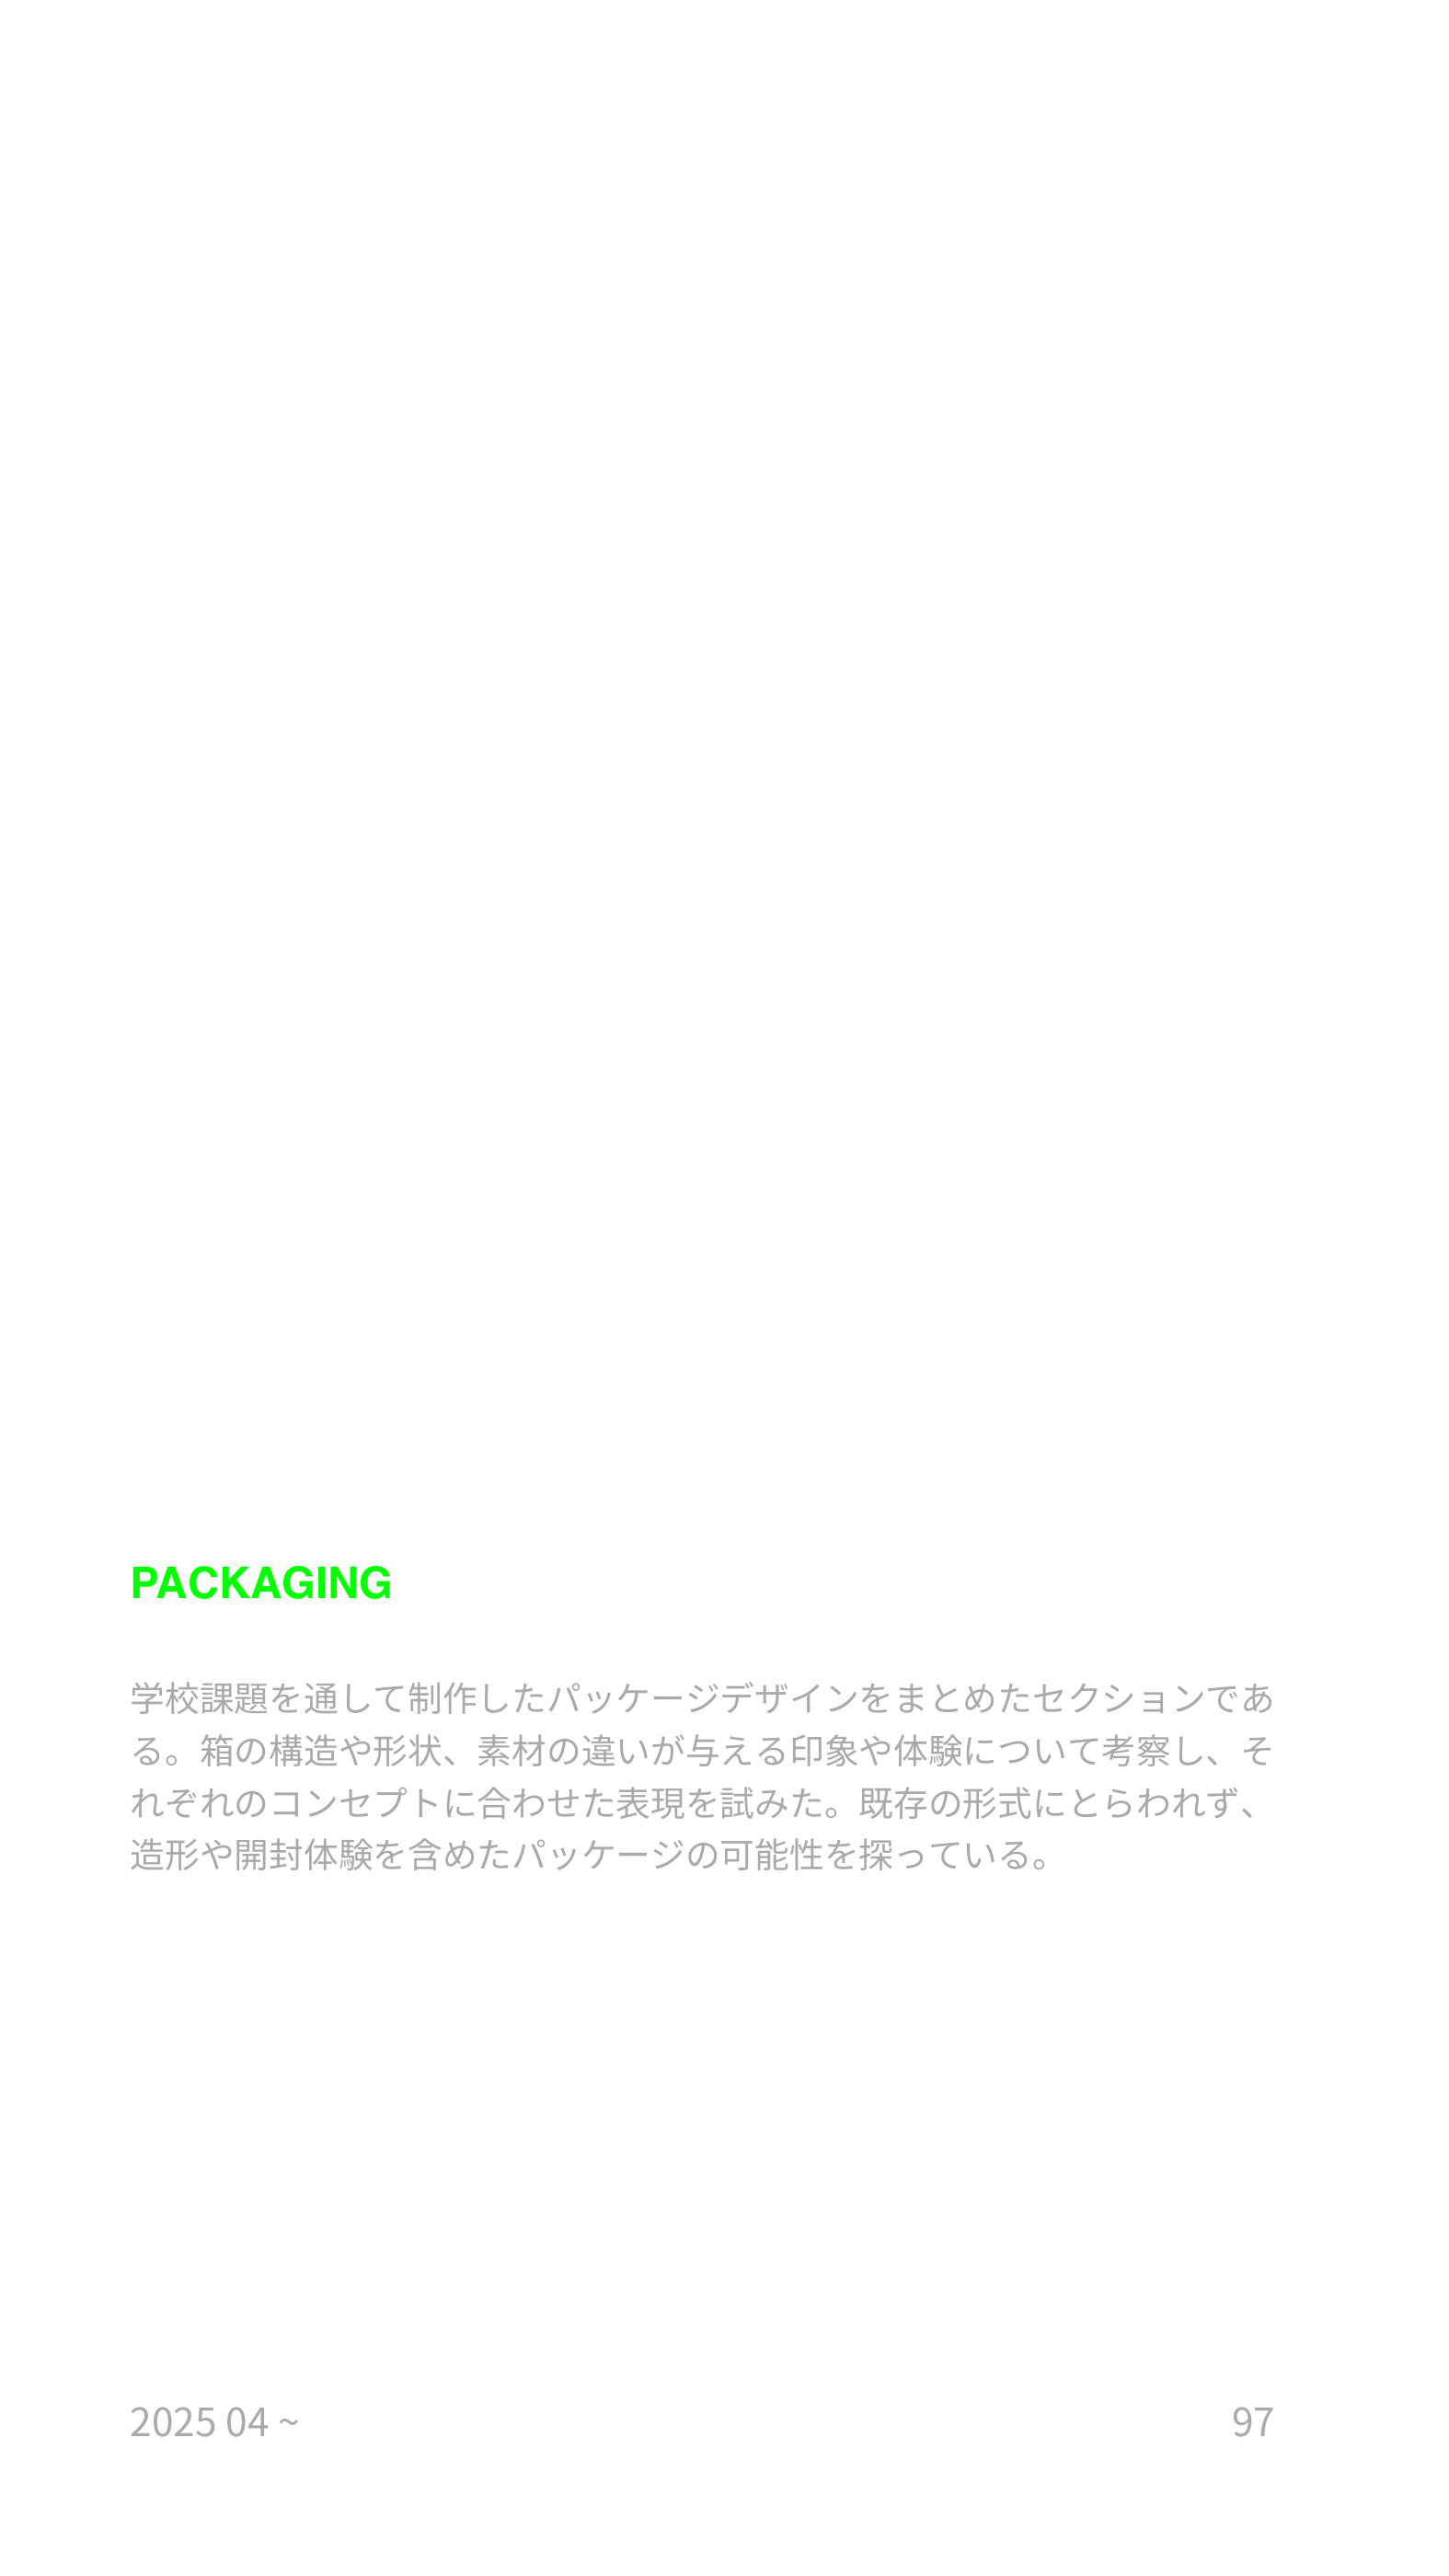 PACKAGING
学校課題を通して制作したパッケージデザインをまとめたセクションであ
る。箱の構造や形状、素材の違いが与える印象や体験について考察し、そ
れぞれのコンセプトに合わせた表現を試みた。既存の形式にとらわれず、
造形や開封体験を含めたパッケージの可能性を探っている。
2025 04 ~
97